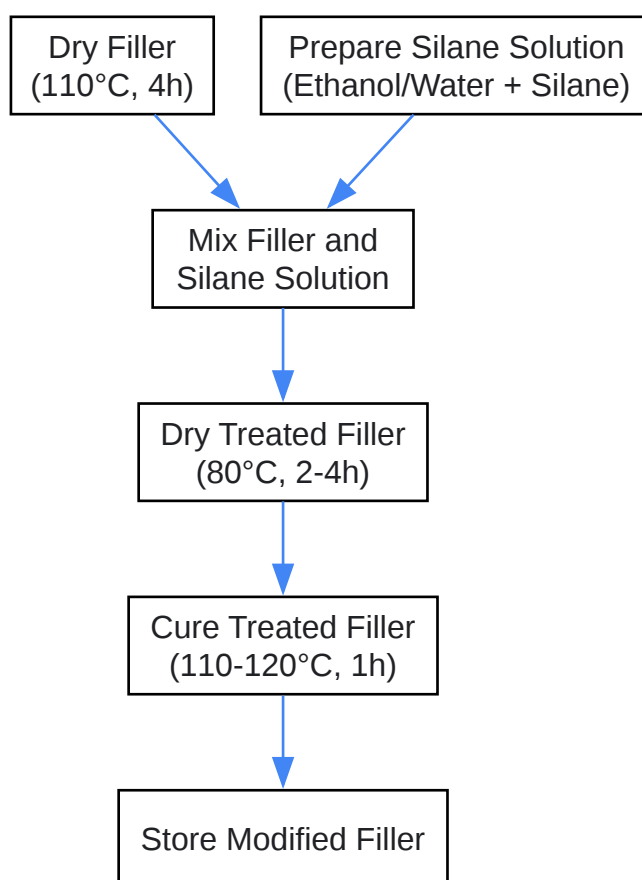 Dry Filler
(110°C, 4h)
Prepare Silane Solution
(Ethanol/Water + Silane)
Mix Filler and
Silane Solution
Dry Treated Filler
(80°C, 2-4h)
Cure Treated Filler
(110-120°C, 1h)
Store Modified Filler